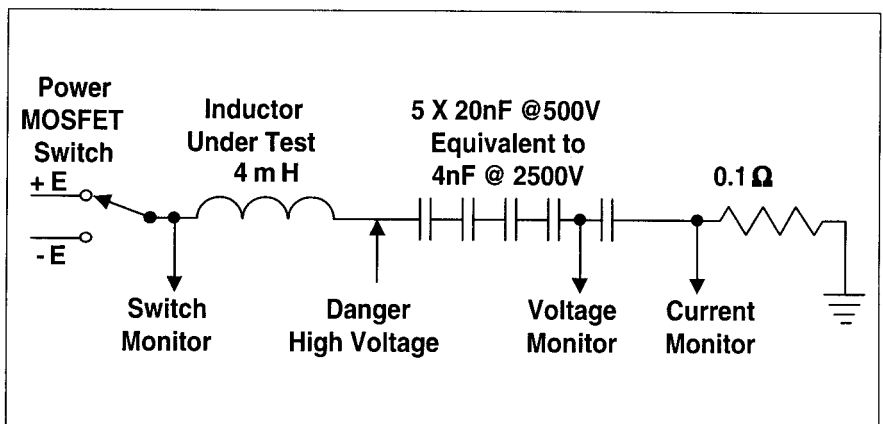 Power
MOSFET
Switch
+ E
- E
Inductor
Under Test
4 m H
5 X 20nF @500V
Equivalent to
4nF @ 2500V
0.1 Ω
Switch
Monitor
Danger
High Voltage
Voltage
Monitor
Current
Monitor